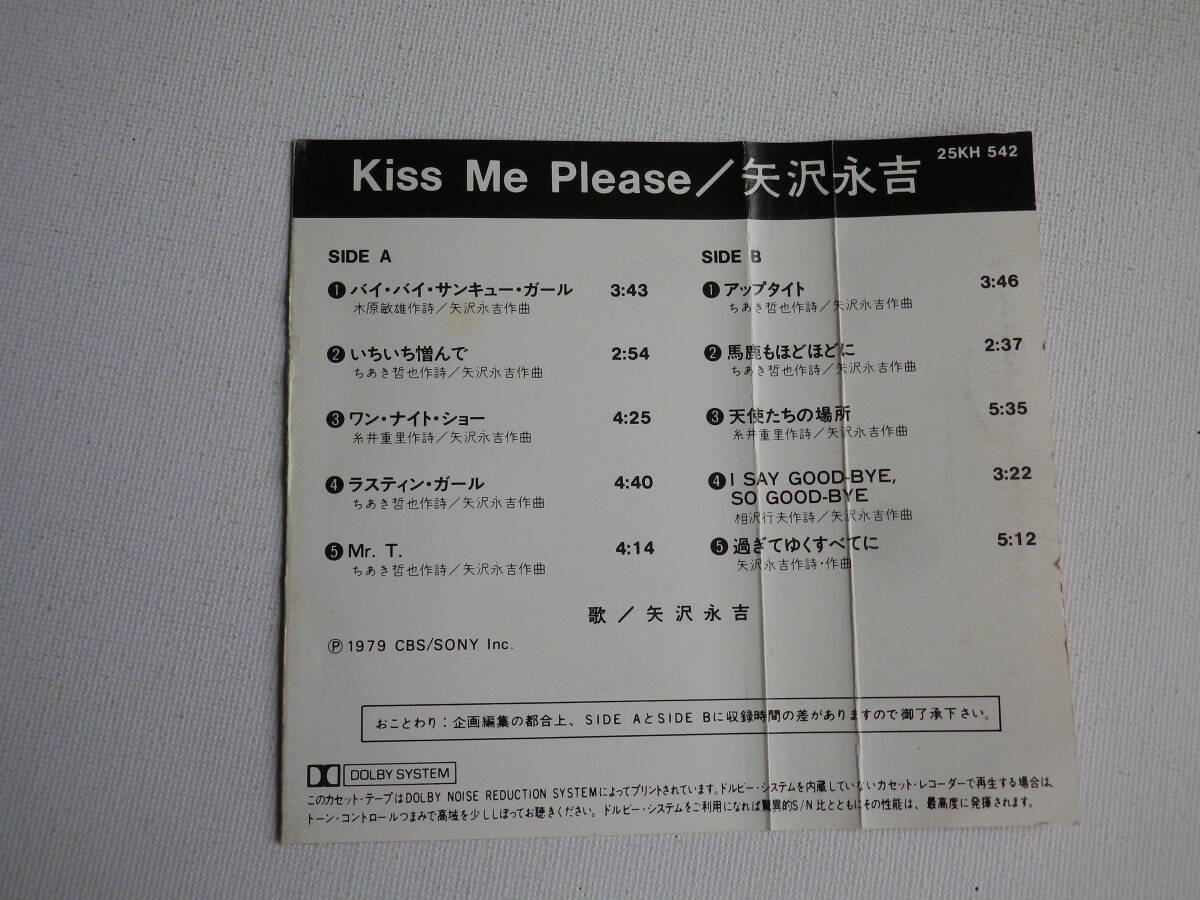 Kiss Me Please／矢沢永吉
25KH 542
SIDE A
❶バイ・バイ・サンキュー・ガール 3:43
木原敏雄作詩／矢沢永吉作曲
❷いちいち憎んで 2:54
ちあき哲也作詩／矢沢永吉作曲
❸ワン・ナイト・ショー 4:25
糸井重里作詩／矢沢永吉作曲
❹ラスティン・ガール 4:40
ちあき哲也作詩／矢沢永吉作曲
❺Mr. T. 4:14
ちあき哲也作詩／矢沢永吉作曲
SIDE B
❶アップタイト 3:46
ちあき哲也作詩／矢沢永吉作曲
❷馬鹿もほどほどに 2:37
ちあき哲也作詩／矢沢永吉作曲
❸天使たちの場所 5:35
糸井重里作詩／矢沢永吉作曲
❹I SAY GOOD-BYE, 3:22
SO GOOD-BYE
相沢行夫作詩／矢沢永吉作曲
❺過ぎてゆくすべてに 5:12
矢沢永吉作詩・作曲
歌／矢沢永吉
Ⓟ1979 CBS/SONY Inc.
おことわり：企画編集の都合上、SIDE AとSIDE Bに収録時間の差がありますので御了承下さい。
DOLBY SYSTEM
このカセット・テープはDOLBY NOISE REDUCTION SYSTEMによってプリントされています。ドルビー・システムを内蔵していないカセット・レコーダーで再生する場合は、
トーン・コントロールつまみで高域を少ししぼってお聴きください。ドルビー・システムをご利用になれば驚異的S/N比とともにその性能は、最高度に発揮されます。